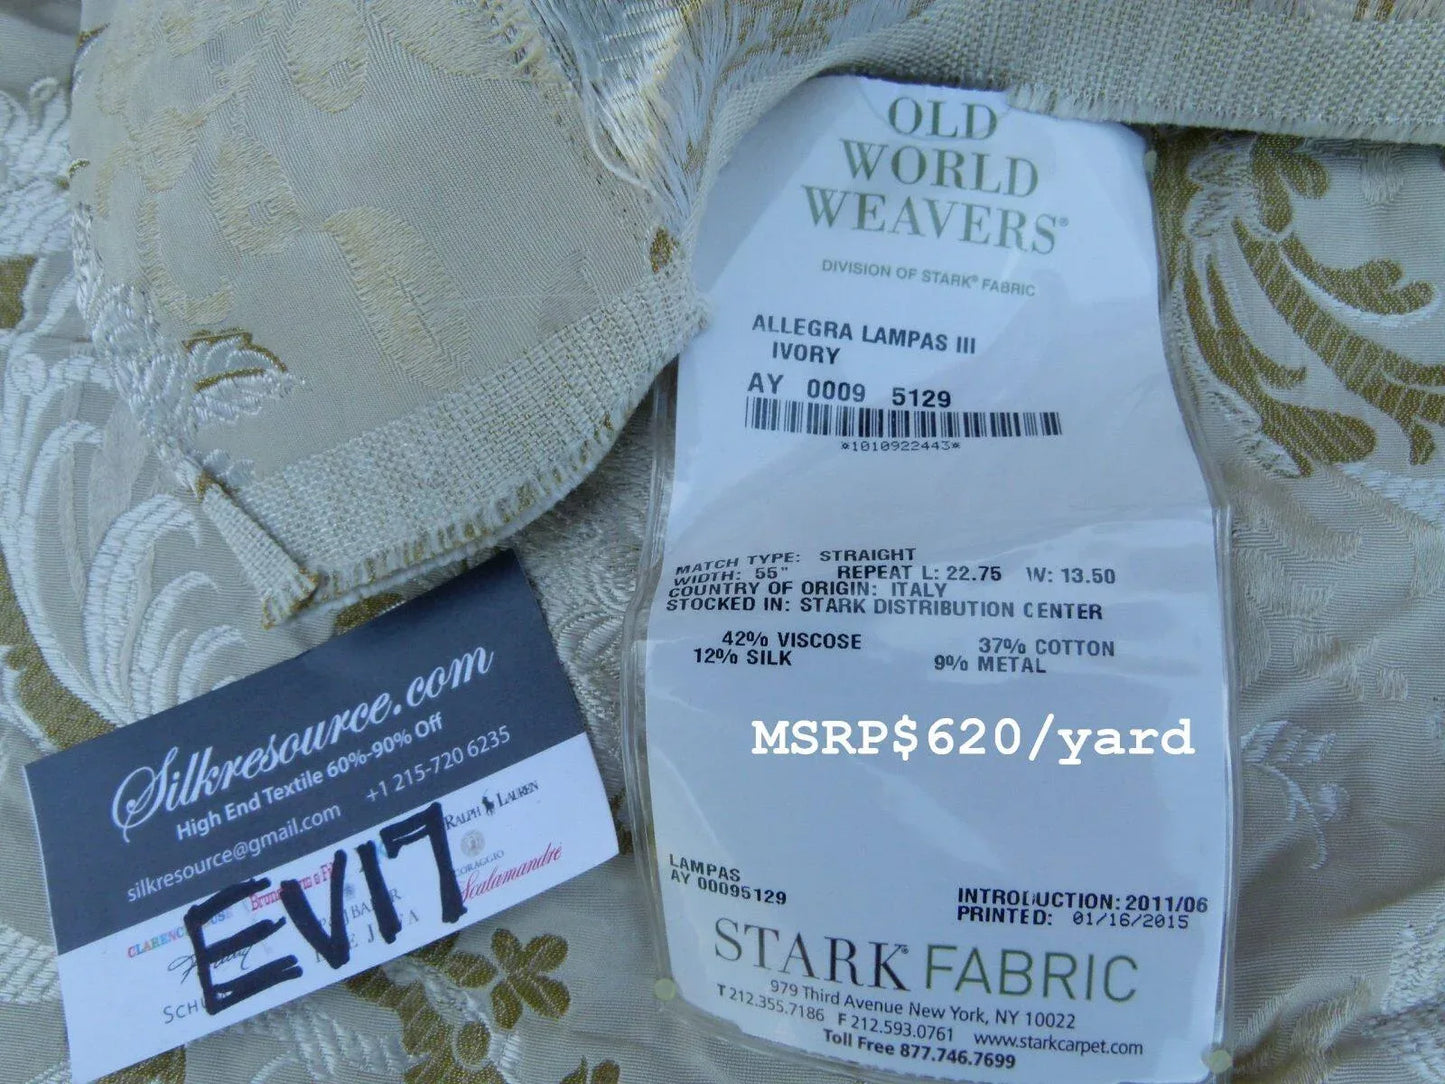 OLD
WORLD
WEAVERS®
DIVISION OF STARK® FABRIC
ALLEGRA LAMPAS III
IVORY
AY 0009 5129
*1010922443*
MATCH TYPE: STRAIGHT
WIDTH: 55" REPEAT L: 22.75 W: 13.50
COUNTRY OF ORIGIN: ITALY
STOCKED IN: STARK DISTRIBUTION CENTER
42% VISCOSE 37% COTTON
12% SILK 9% METAL
MSRP$620/yard
LAMPAS
AY 00095129
INTRODUCTION: 2011/06
PRINTED: 01/16/2015
STARK FABRIC
979 Third Avenue New York, NY 10022
T 212.355.7186 F 212.593.0761 www.starkcarpet.com
Toll Free 877.746.7699
Silkresource.com
High End Textile 60%-90% Off
silkresource@gmail.com +1 215-720 6235
RALPH LAUREN
CORAGGIO
Scalamandré
EV17